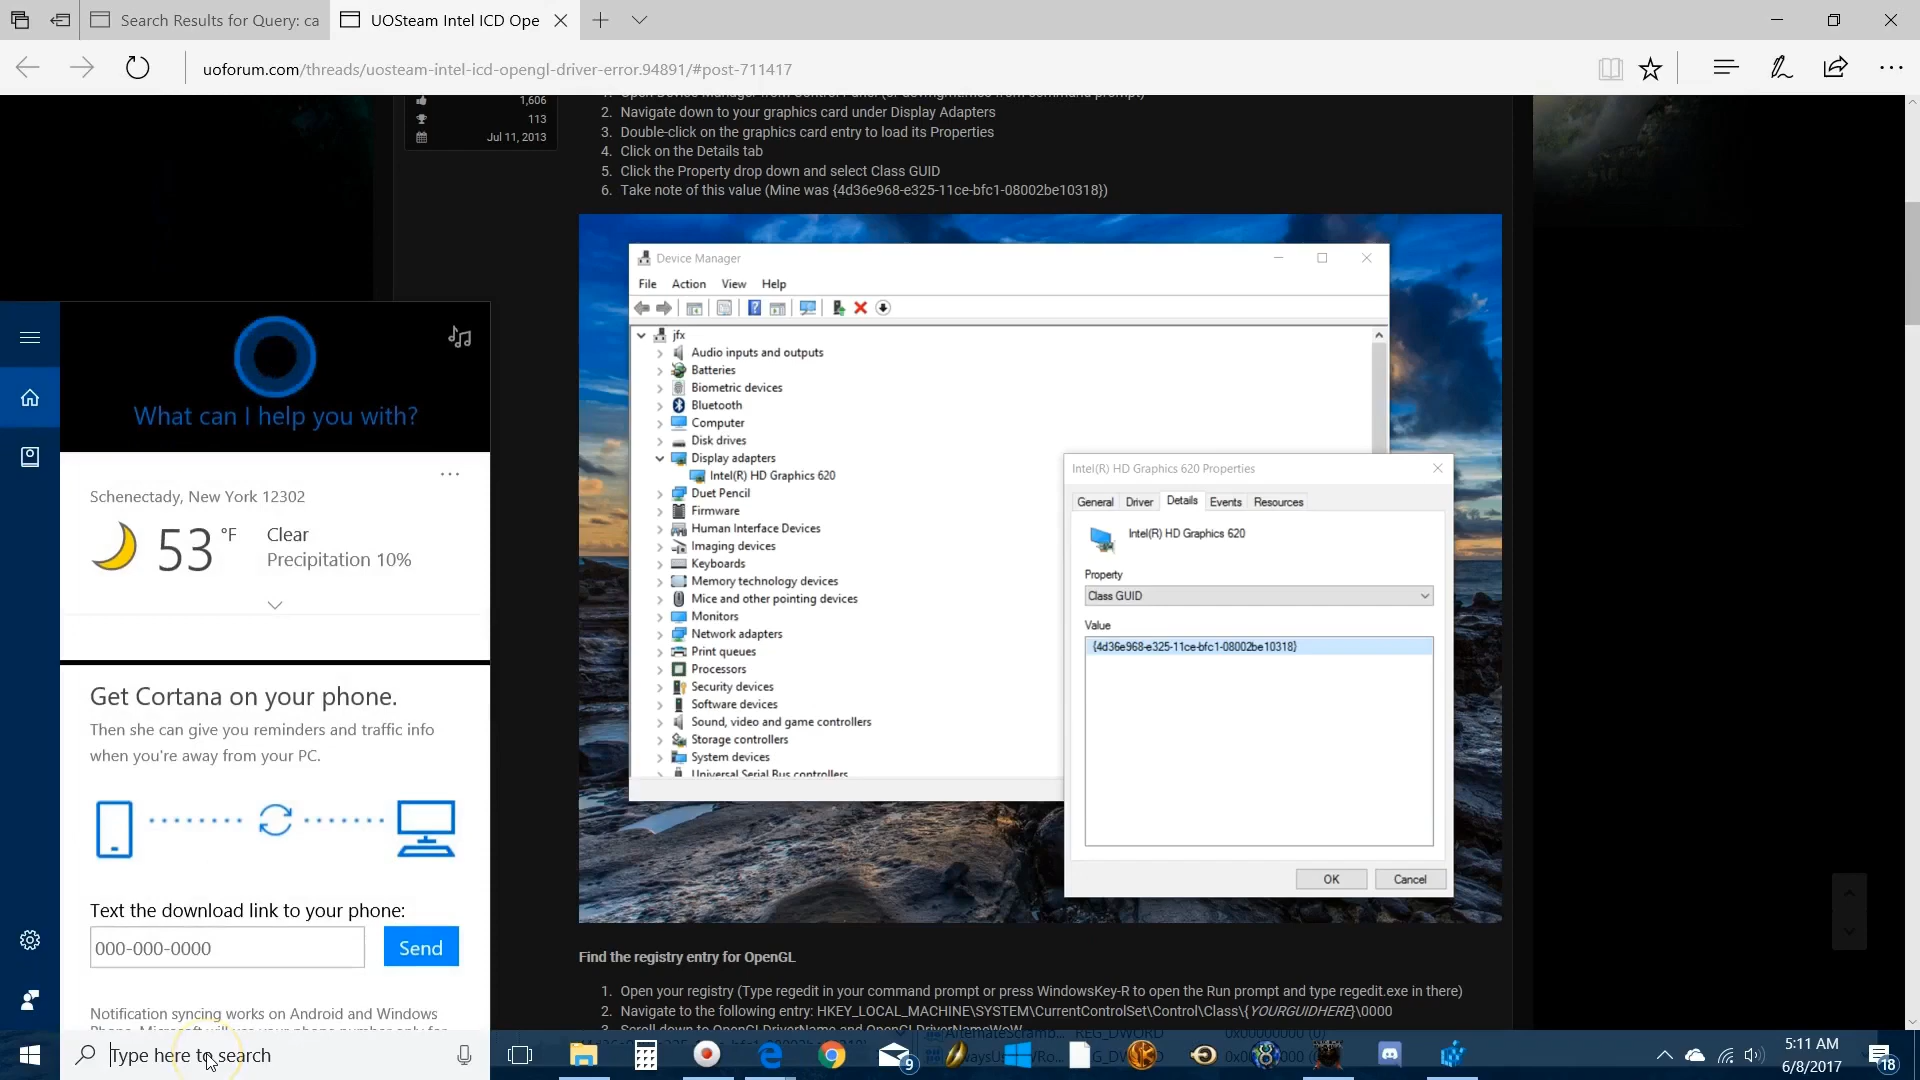 Search Results for Query: ca
UOSteam Intel ICD Ope
uoforum.com/threads/uosteam-intel-icd-opengl-driver-error.94891/#post-711417
1,606
113
Jul 11, 2013
2. Navigate down to your graphics card under Display Adapters
3. Double-click on the graphics card entry to load its Properties
4. Click on the Details tab
5. Click the Property drop down and select Class GUID
6. Take note of this value (Mine was {4d36e968-e325-11ce-bfc1-08002be10318})
Device Manager
File Action View Help
jfx
Audio inputs and outputs
Batteries
Biometric devices
Bluetooth
Computer
Disk drives
Display adapters
Intel(R) HD Graphics 620
Duet Pencil
Firmware
Human Interface Devices
Imaging devices
Keyboards
Memory technology devices
Mice and other pointing devices
Monitors
Network adapters
Print queues
Processors
Security devices
Software devices
Sound, video and game controllers
Storage controllers
System devices
Universal Serial Bus controllers
Intel(R) HD Graphics 620 Properties
General Driver Details Events Resources
Intel(R) HD Graphics 620
Property
Class GUID
Value
{4d36e968-e325-11ce-bfc1-08002be10318}
OK Cancel
Find the registry entry for OpenGL
1. Open your registry (Type regedit in your command prompt or press WindowsKey-R to open the Run prompt and type regedit.exe in there)
2. Navigate to the following entry: HKEY_LOCAL_MACHINE\SYSTEM\CurrentControlSet\Control\Class\{YOURGUIDHERE}\0000
3. Scroll down to OpenGLDriverName and OpenGLDriverNameWoW
What can I help you with?
Schenectady, New York 12302
53 °F
Clear
Precipitation 10%
Get Cortana on your phone.
Then she can give you reminders and traffic info
when you're away from your PC.
Text the download link to your phone:
000-000-0000
Send
Notification syncing works on Android and Windows
Type here to search
9
5:11 AM
6/8/2017
18